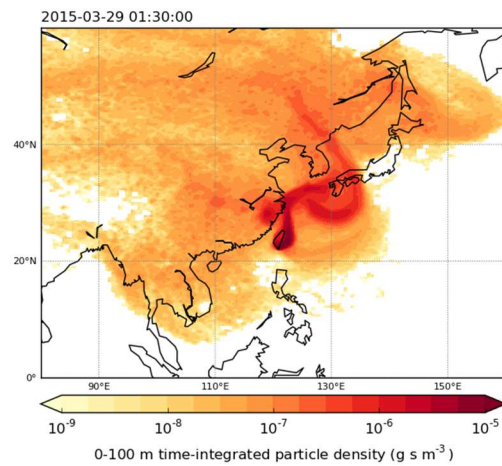 2015-03-29 01:30:00
40°N
20°N
0°
90°E 110°E 130°E 150°E
10⁻⁹ 10⁻⁸ 10⁻⁷ 10⁻⁶ 10⁻⁵
0-100 m time-integrated particle density (g s m⁻³)